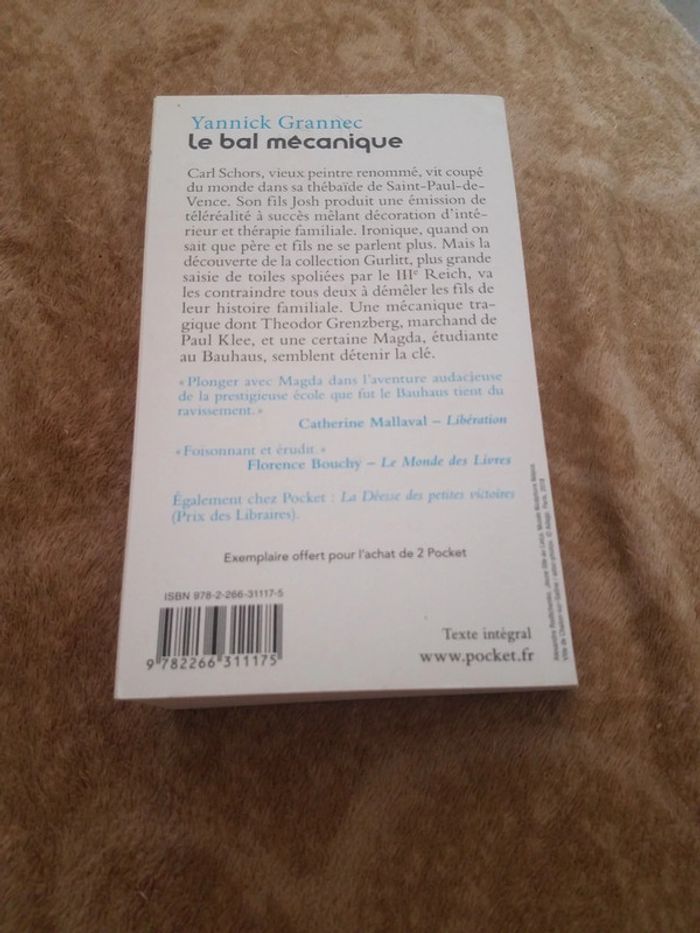 Yannick Grannec
Le bal mécanique
Carl Schors, vieux peintre renommé, vit coupé
du monde dans sa thébaïde de Saint-Paul-de-
Vence. Son fils Josh produit une émission de
téléréalité à succès mêlant décoration d'inté-
rieur et thérapie familiale. Ironique, quand on
sait que père et fils ne se parlent plus. Mais la
découverte de la collection Gurlitt, plus grande
saisie de toiles spoliées par le IIIe Reich, va
les contraindre tous deux à démêler les fils de
leur histoire familiale. Une mécanique tra-
gique dont Theodor Grenzberg, marchand de
Paul Klee, et une certaine Magda, étudiante
au Bauhaus, semblent détenir la clé.
« Plonger avec Magda dans l'aventure audacieuse
de la prestigieuse école que fut le Bauhaus tient du
ravissement. »
Catherine Mallaval – Libération
« Foisonnant et érudit. »
Florence Bouchy – Le Monde des Livres
Également chez Pocket : La Déesse des petites victoires
(Prix des Libraires).
Exemplaire offert pour l'achat de 2 Pocket
ISBN 978-2-266-31117-5
9 782266 311175
Texte intégral
www.pocket.fr